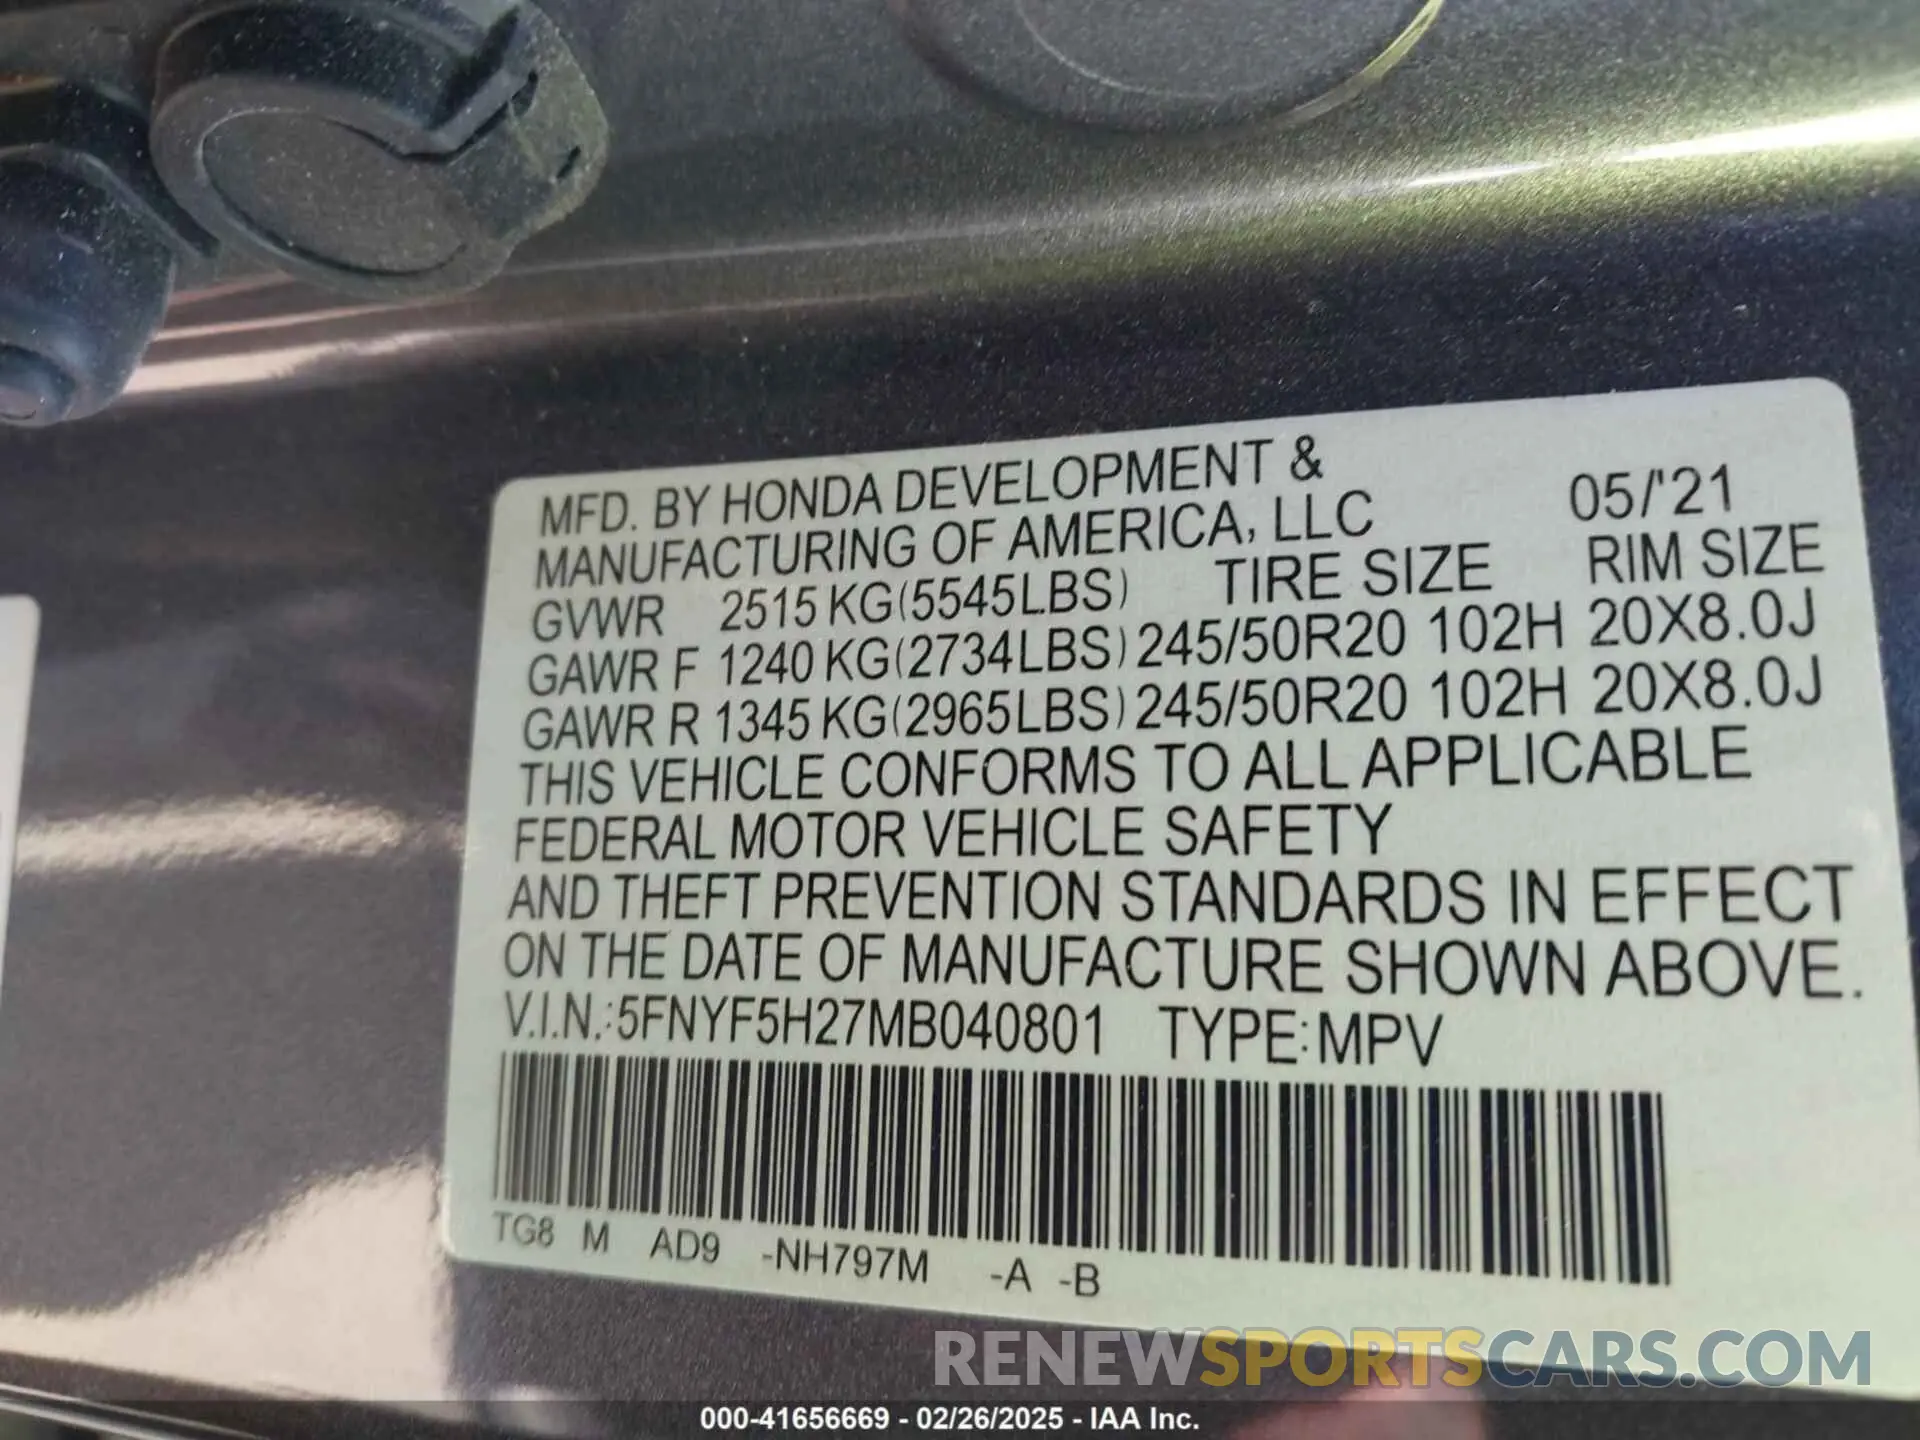 MFD. BY HONDA DEVELOPMENT &
MANUFACTURING OF AMERICA, LLC 05/'21
GVWR 2515 KG(5545LBS) TIRE SIZE RIM SIZE
GAWR F 1240 KG(2734LBS) 245/50R20 102H 20X8.0J
GAWR R 1345 KG(2965LBS) 245/50R20 102H 20X8.0J
THIS VEHICLE CONFORMS TO ALL APPLICABLE
FEDERAL MOTOR VEHICLE SAFETY
AND THEFT PREVENTION STANDARDS IN EFFECT
ON THE DATE OF MANUFACTURE SHOWN ABOVE.
V.I.N.:5FNYF5H27MB040801 TYPE:MPV
TG8 M AD9 -NH797M -A -B
RENEWSPORTSCARS.COM
000-41656669 - 02/26/2025 - IAA Inc.